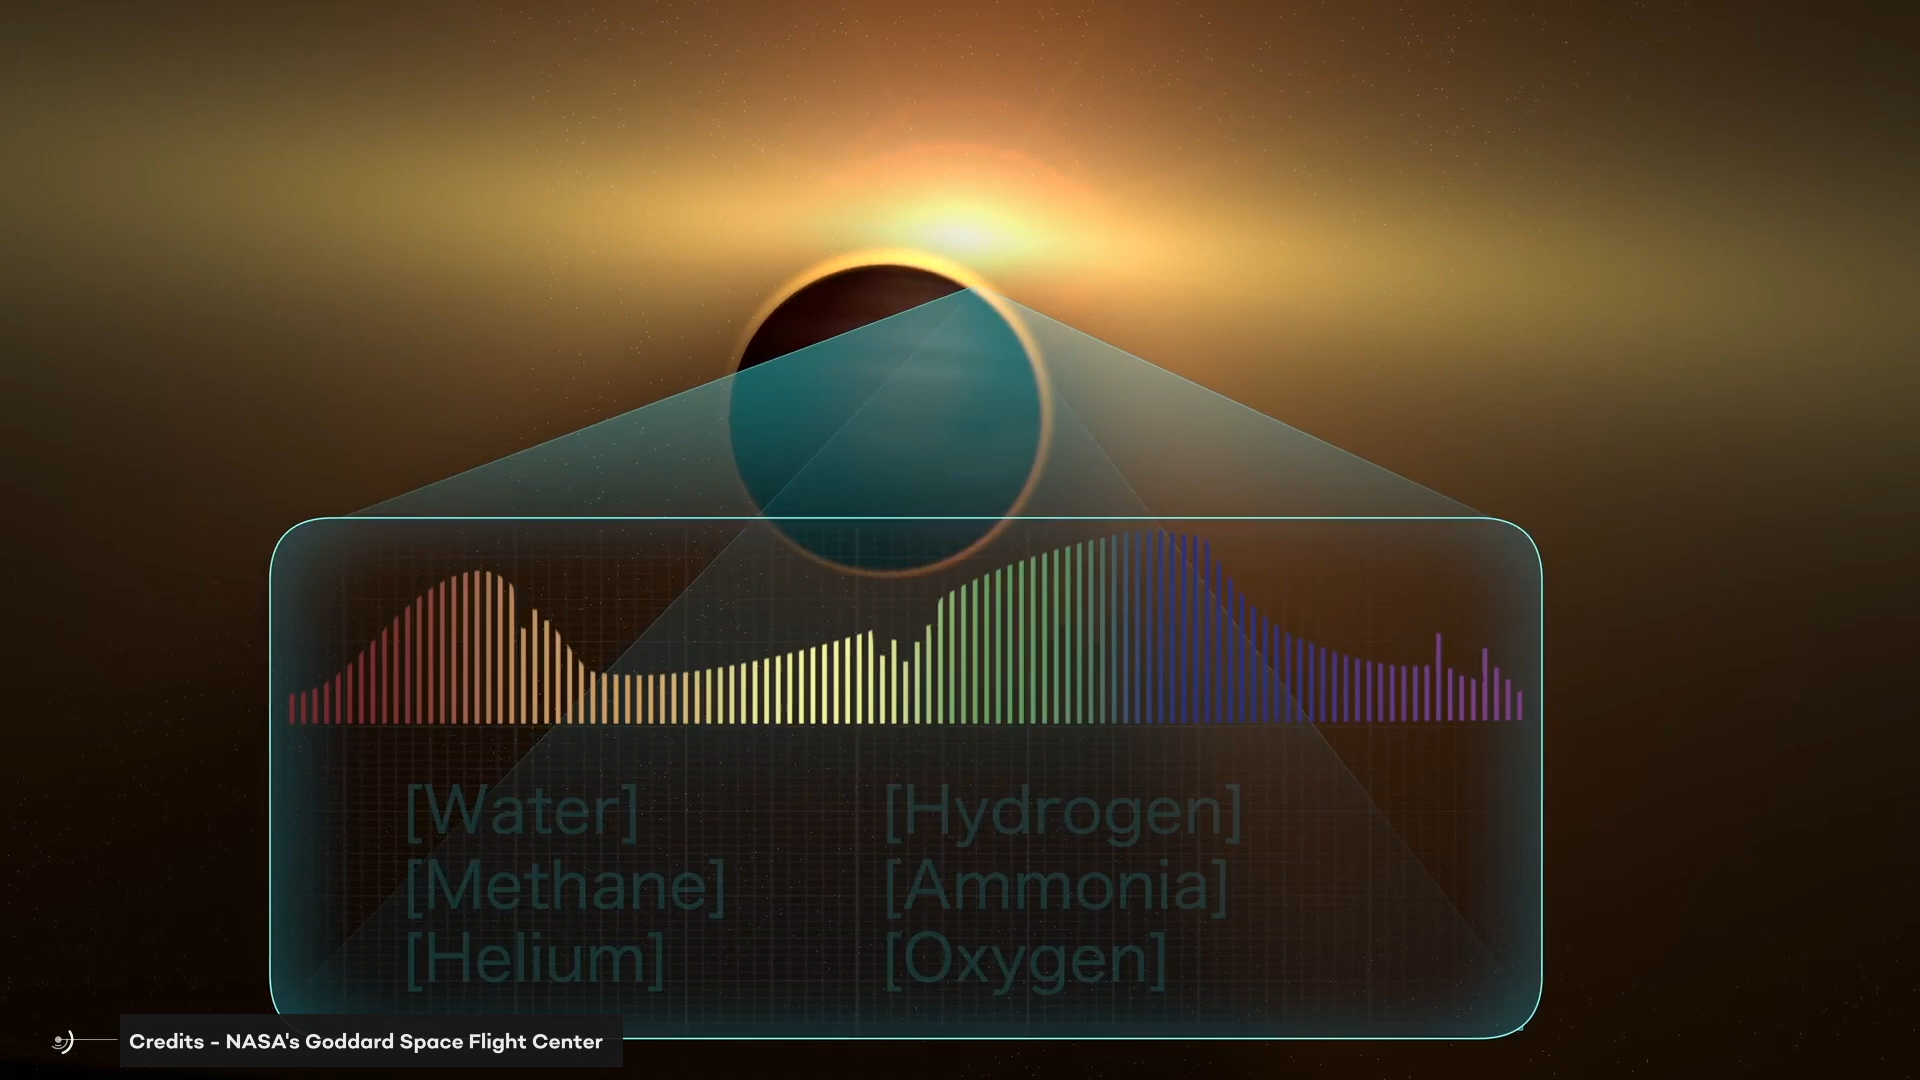 [Water]
[Methane]
[Helium]
[Hydrogen]
[Ammonia]
[Oxygen]
Credits - NASA's Goddard Space Flight Center